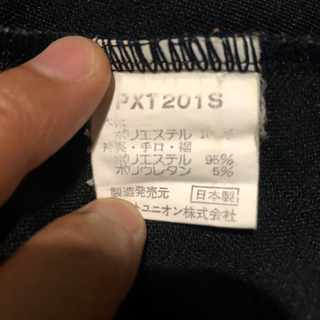 PXT201S
ポリエステル 100%
衿裏・手口・裾
ポリエステル 95%
ポリウレタン 5%
製造発売元 日本製
ユニオン株式会社